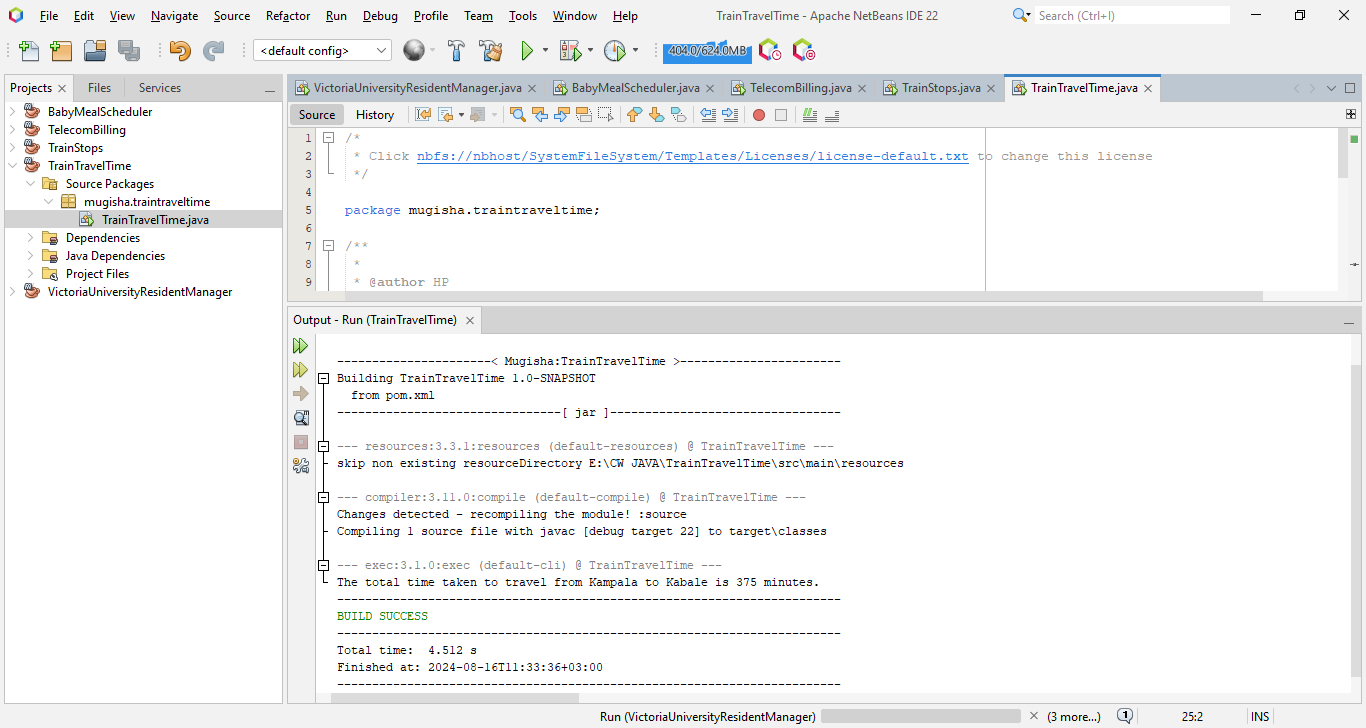 File Edit View Navigate Source Refactor Run Debug Profile Team Tools Window Help TrainTravelTime - Apache NetBeans IDE 22 Search (Ctrl+I)
<default config> 404.0/624.0MB
Projects Files Services
BabyMealScheduler
TelecomBilling
TrainStops
TrainTravelTime
Source Packages
mugisha.traintraveltime
TrainTravelTime.java
Dependencies
Java Dependencies
Project Files
VictoriaUniversityResidentManager
VictoriaUniversityResidentManager.java BabyMealScheduler.java TelecomBilling.java TrainStops.java TrainTravelTime.java
Source History
1 /*
2 * Click nbfs://nbhost/SystemFileSystem/Templates/Licenses/license-default.txt to change this license
3 */
4
5 package mugisha.traintraveltime;
6
7 /**
8 *
9 * @author HP
Output - Run (TrainTravelTime)
----------------------< Mugisha:TrainTravelTime >-----------------------
Building TrainTravelTime 1.0-SNAPSHOT
from pom.xml
--------------------------------[ jar ]---------------------------------
--- resources:3.3.1:resources (default-resources) @ TrainTravelTime ---
skip non existing resourceDirectory E:\CW JAVA\TrainTravelTime\src\main\resources
--- compiler:3.11.0:compile (default-compile) @ TrainTravelTime ---
Changes detected - recompiling the module! :source
Compiling 1 source file with javac [debug target 22] to target\classes
--- exec:3.1.0:exec (default-cli) @ TrainTravelTime ---
The total time taken to travel from Kampala to Kabale is 375 minutes.
------------------------------------------------------------------------
BUILD SUCCESS
------------------------------------------------------------------------
Total time:  4.512 s
Finished at: 2024-08-16T11:33:36+03:00
------------------------------------------------------------------------
Run (VictoriaUniversityResidentManager) (3 more...) 1 25:2 INS